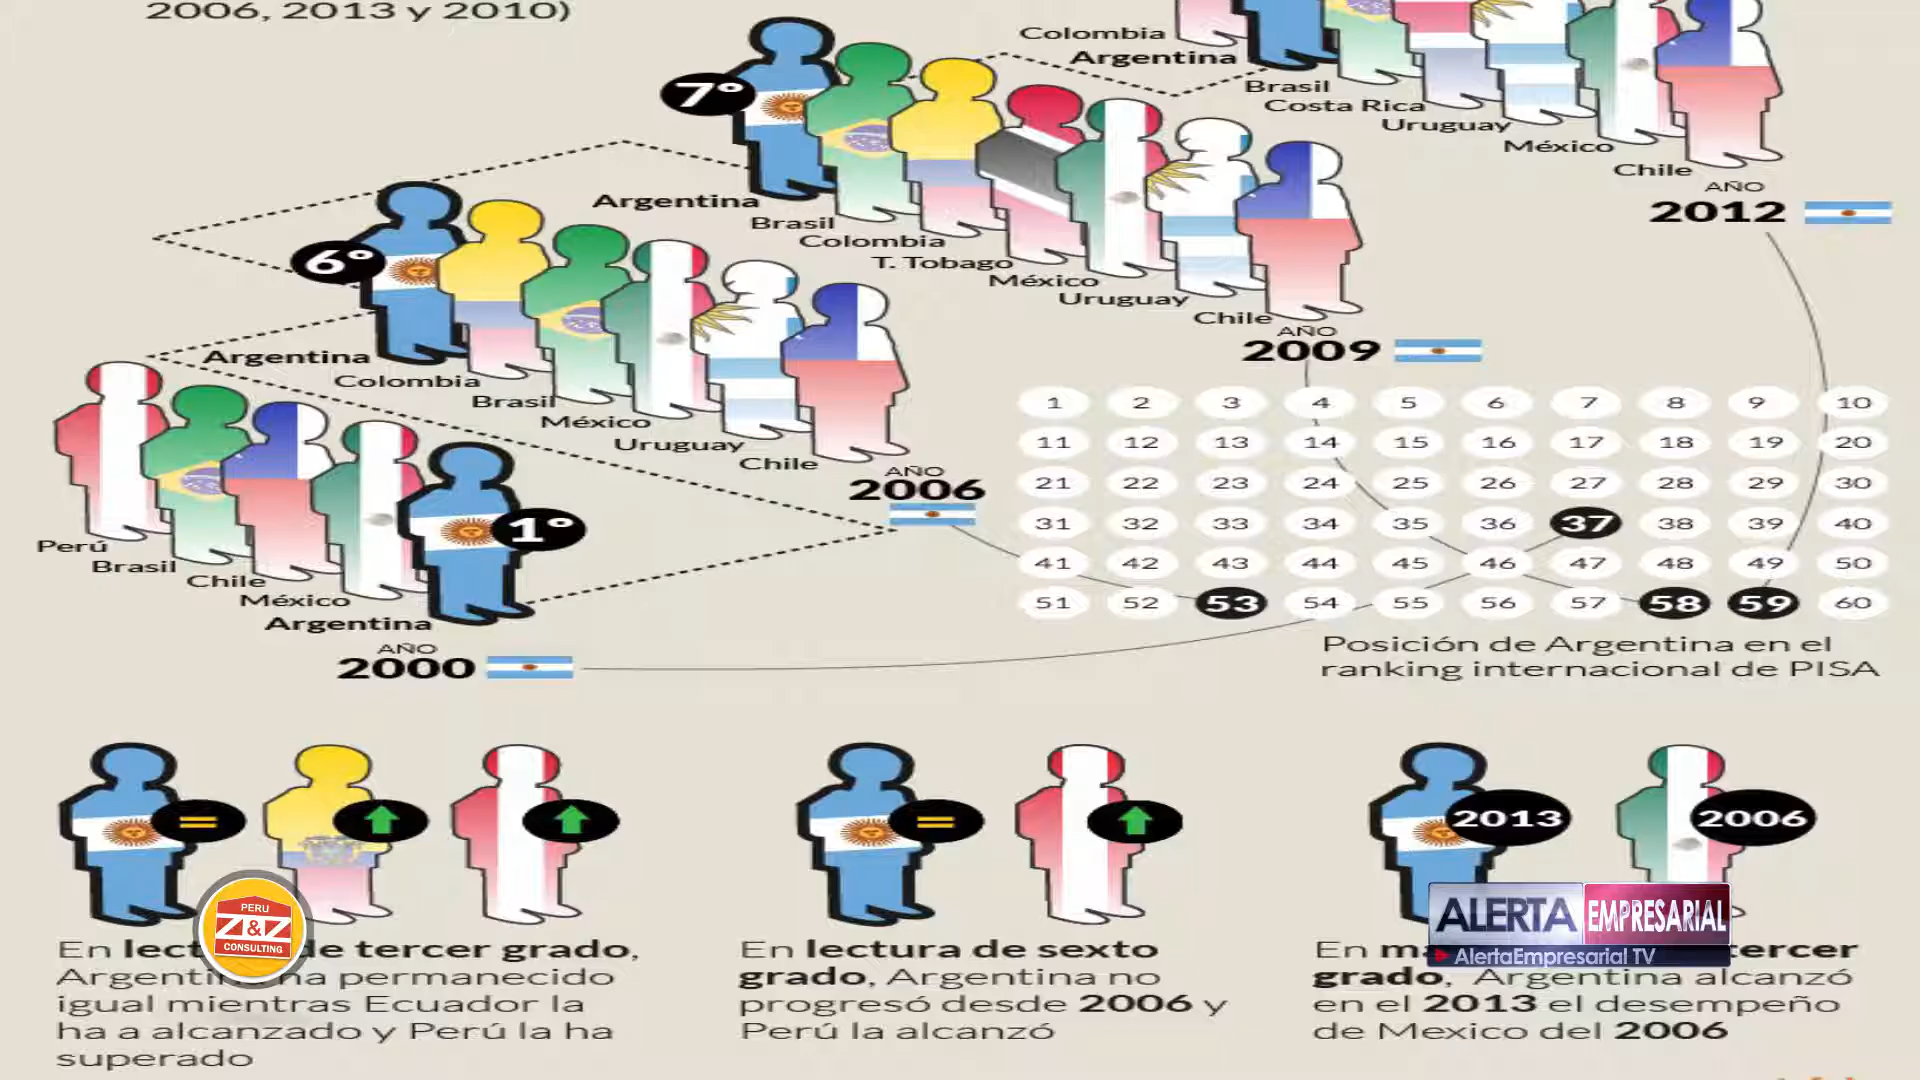 2006, 2013 y 2010)
Colombia
Argentina
Brasil
Costa Rica
Uruguay
México
Chile
AÑO
2012
7°
Argentina
Brasil
Colombia
T. Tobago
México
Uruguay
Chile
AÑO
2009
6°
Argentina
Colombia
Brasil
México
Uruguay
Chile
AÑO
2006
1°
Perú
Brasil
Chile
México
Argentina
AÑO
2000
1 2 3 4 5 6 7 8 9 10
11 12 13 14 15 16 17 18 19 20
21 22 23 24 25 26 27 28 29 30
31 32 33 34 35 36 37 38 39 40
41 42 43 44 45 46 47 48 49 50
51 52 53 54 55 56 57 58 59 60
Posición de Argentina en el
ranking internacional de PISA
En lect de tercer grado,
Argenti ha permanecido
igual mientras Ecuador la
ha a alcanzado y Perú la ha
superado
En lectura de sexto
grado, Argentina no
progresó desde 2006 y
Perú la alcanzó
2013
2006
En ma tercer
grado, Argentina alcanzó
en el 2013 el desempeño
de Mexico del 2006
PERU
Z&Z
CONSULTING
ALERTA EMPRESARIAL
AlertaEmpresarial TV